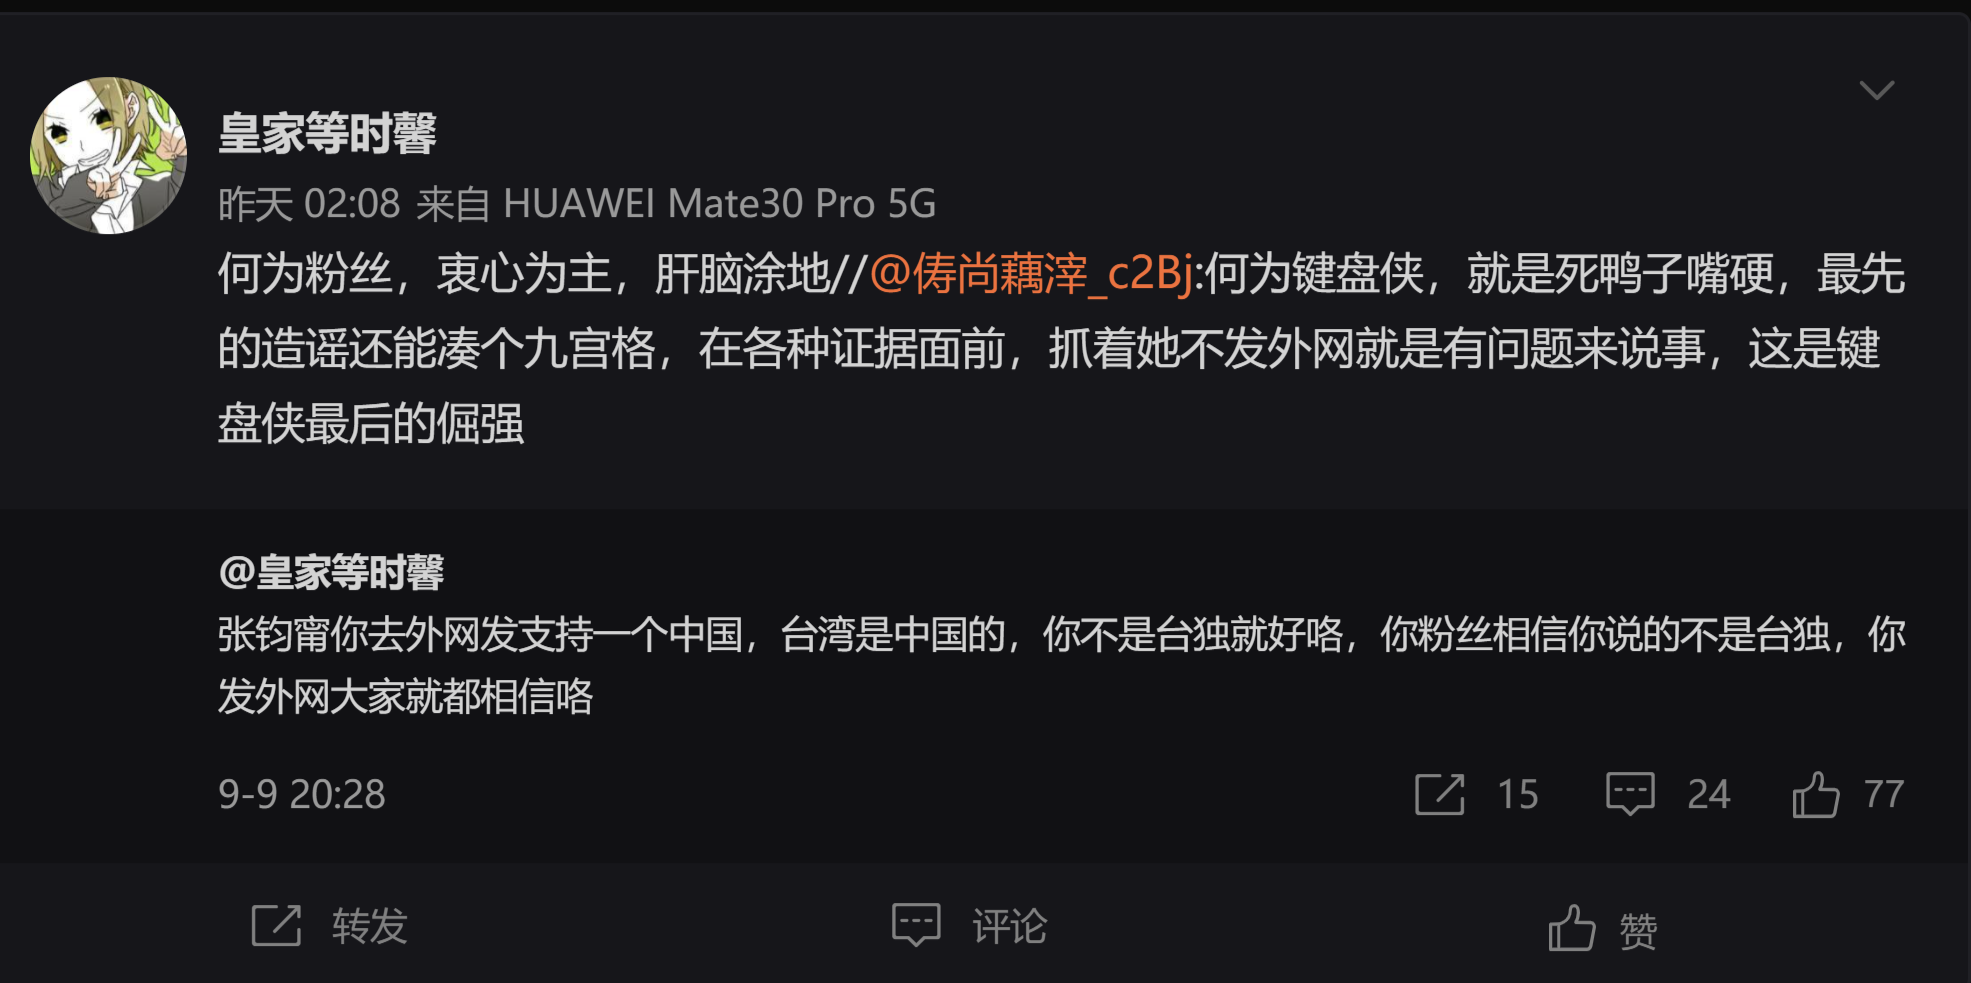 皇家等时馨
昨天 02:08 来自 HUAWEI Mate30 Pro 5G
何为粉丝，衷心为主，肝脑涂地//@俦尚藕滓_c2Bj:何为键盘侠，就是死鸭子嘴硬，最先
的造谣还能凑个九宫格，在各种证据面前，抓着她不发外网就是有问题来说事，这是键
盘侠最后的倔强
@皇家等时馨
张钧甯你去外网发支持一个中国，台湾是中国的，你不是台独就好咯，你粉丝相信你说的不是台独，你
发外网大家就都相信咯
9-9 20:28 15 24 77
转发 评论 赞